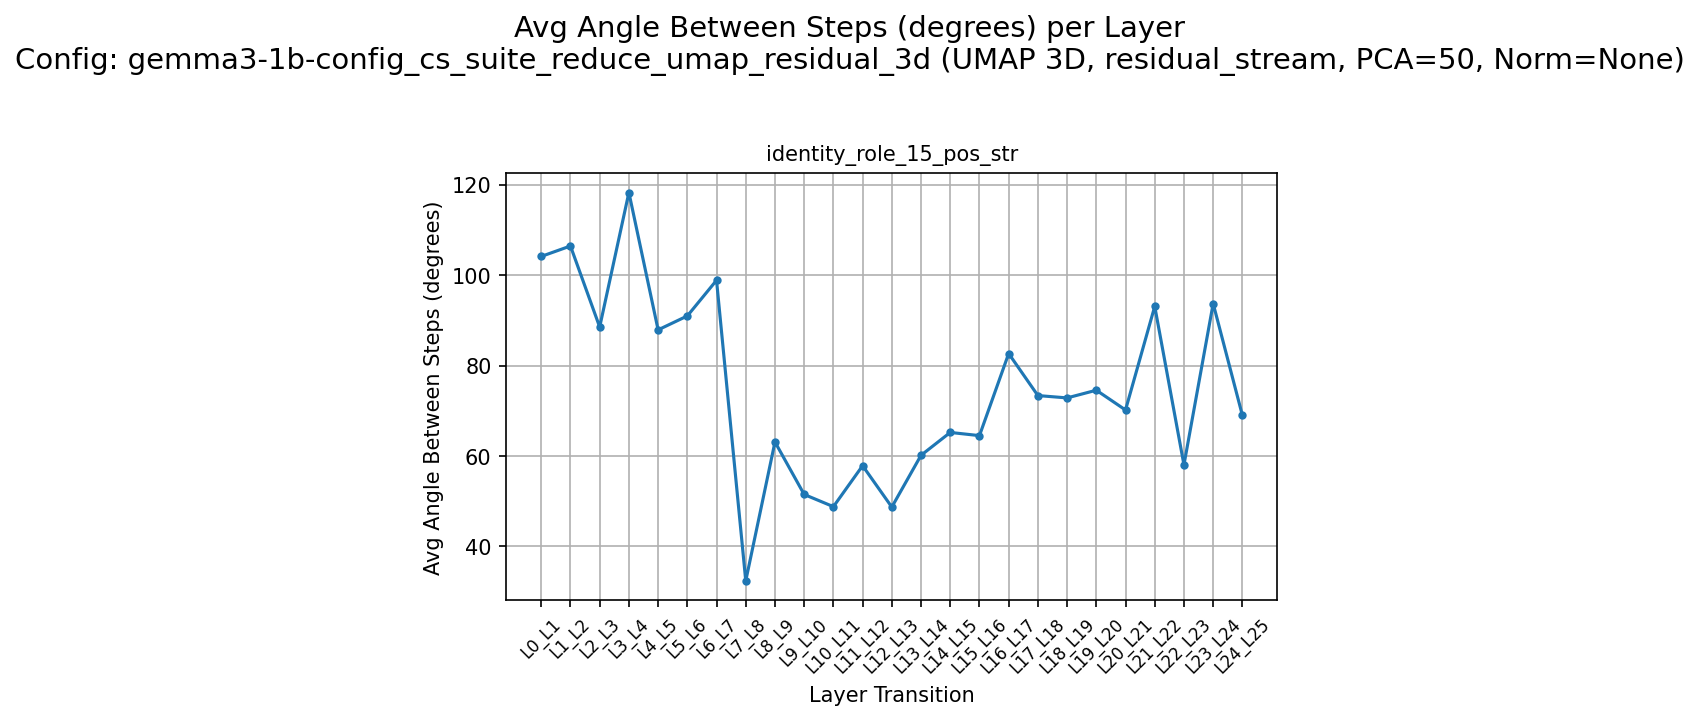 Avg Angle Between Steps (degrees) per Layer
Config: gemma3-1b-config_cs_suite_reduce_umap_residual_3d (UMAP 3D, residual_stream, PCA=50, Norm=None)
identity_role_15_pos_str
Avg Angle Between Steps (degrees)
120
100
80
60
40
L0_L1
L1_L2
L2_L3
L3_L4
L4_L5
L5_L6
L6_L7
L7_L8
L8_L9
L9_L10
L10_L11
L11_L12
L12_L13
L13_L14
L14_L15
L15_L16
L16_L17
L17_L18
L18_L19
L19_L20
L20_L21
L21_L22
L22_L23
L23_L24
L24_L25
Layer Transition